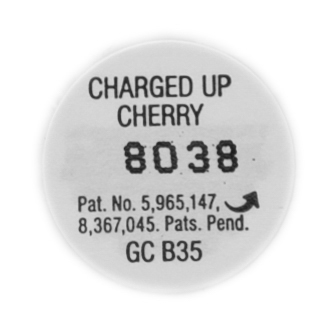 CHARGED UP
CHERRY
8038
Pat. No. 5,965,147,
8,367,045. Pats. Pend.
GC B35